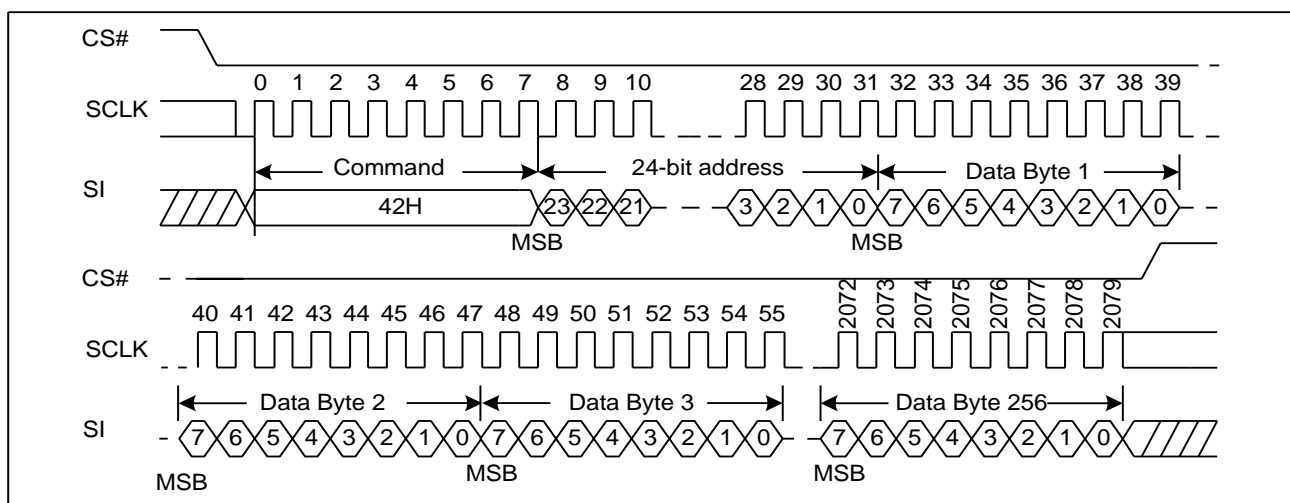 CS#
0 1 2 3 4 5 6 7 8 9 10 28 29 30 31 32 33 34 35 36 37 38 39
SCLK
Command 24-bit address Data Byte 1
SI
42H 23 22 21 3 2 1 0 7 6 5 4 3 2 1 0
MSB MSB
CS#
40 41 42 43 44 45 46 47 48 49 50 51 52 53 54 55 2072 2073 2074 2075 2076 2077 2078 2079
SCLK
Data Byte 2 Data Byte 3 Data Byte 256
SI
7 6 5 4 3 2 1 0 7 6 5 4 3 2 1 0 7 6 5 4 3 2 1 0
MSB MSB MSB